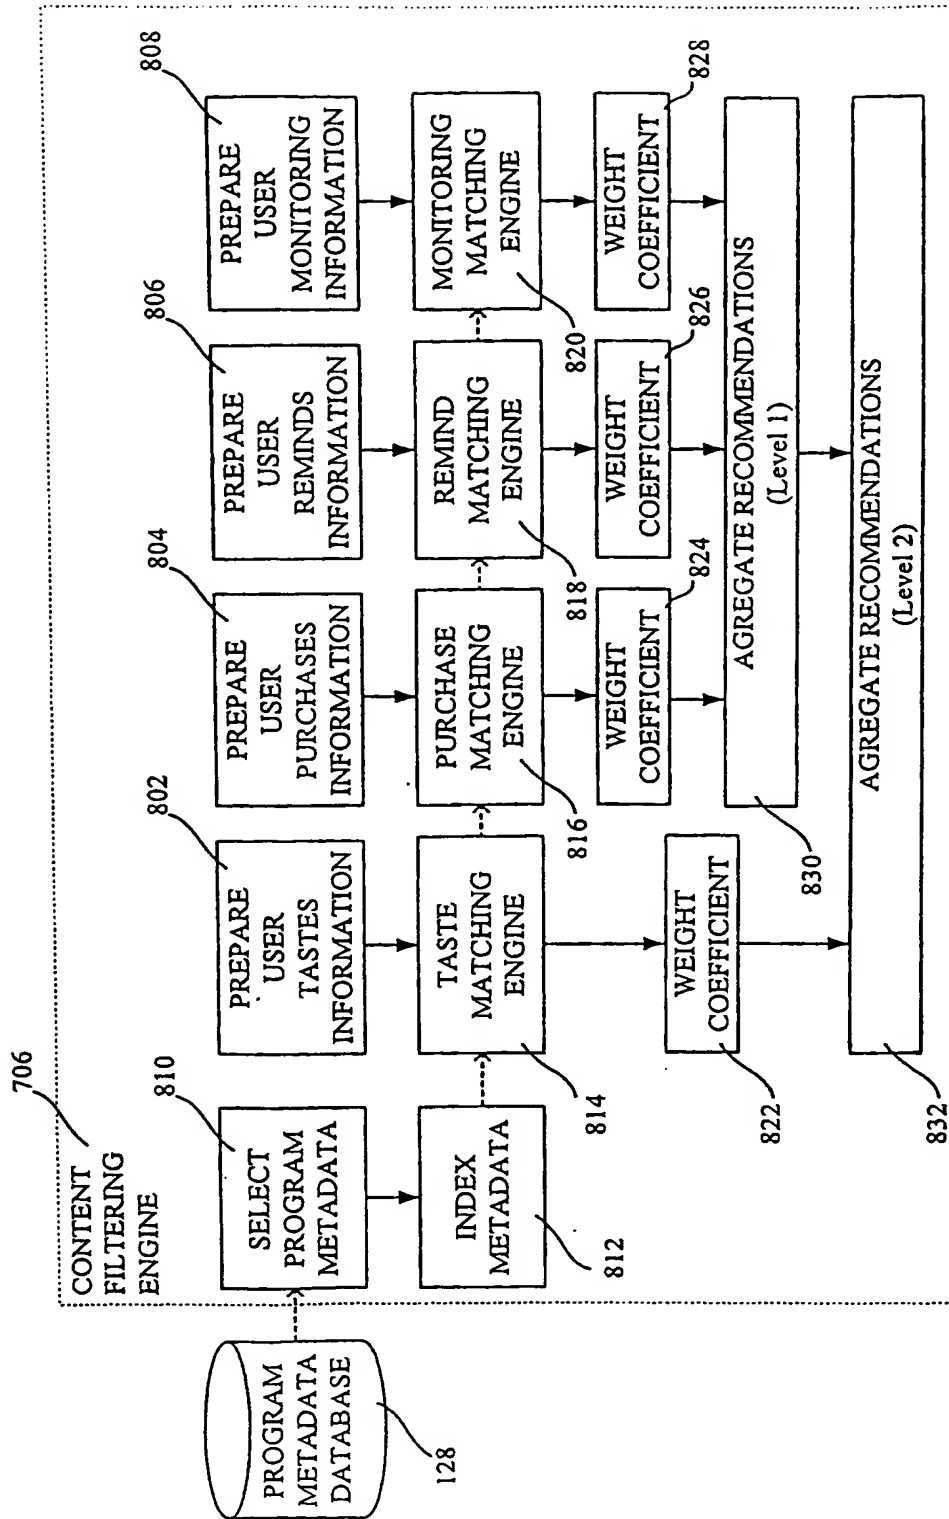 706
CONTENT
FILTERING
ENGINE
PROGRAM
METADATA
DATABASE
128
810
SELECT
PROGRAM
METADATA
802
PREPARE
USER
TASTES
INFORMATION
804
PREPARE
USER
PURCHASES
INFORMATION
806
PREPARE
USER
REMINDS
INFORMATION
808
PREPARE
USER
MONITORING
INFORMATION
INDEX
METADATA
812
TASTE
MATCHING
ENGINE
814
PURCHASE
MATCHING
ENGINE
816
REMIND
MATCHING
ENGINE
818
MONITORING
MATCHING
ENGINE
820
WEIGHT
COEFFICIENT
822
WEIGHT
COEFFICIENT
824
WEIGHT
COEFFICIENT
826
WEIGHT
COEFFICIENT
828
AGREGATE RECOMMENDATIONS
(Level 1)
830
AGREGATE RECOMMENDATIONS
(Level 2)
832